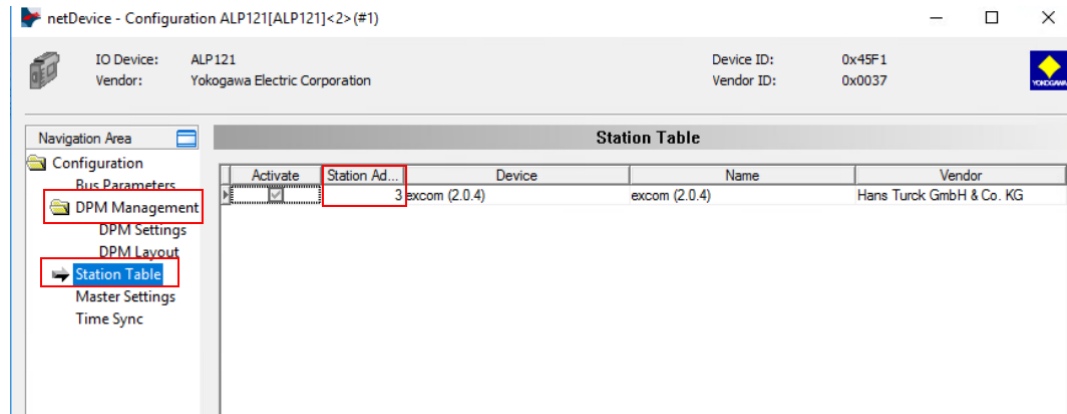 netDevice - Configuration ALP121[ALP121]<2>(#1)
IO Device: ALP121 Device ID: 0x45F1
Vendor: Yokogawa Electric Corporation Vendor ID: 0x0037
YOKOGAWA
Navigation Area
Station Table
Configuration
Bus Parameters
DPM Management
DPM Settings
DPM Layout
Station Table
Master Settings
Time Sync
Activate Station Ad... Device Name Vendor
3 excom (2.0.4) excom (2.0.4) Hans Turck GmbH & Co. KG